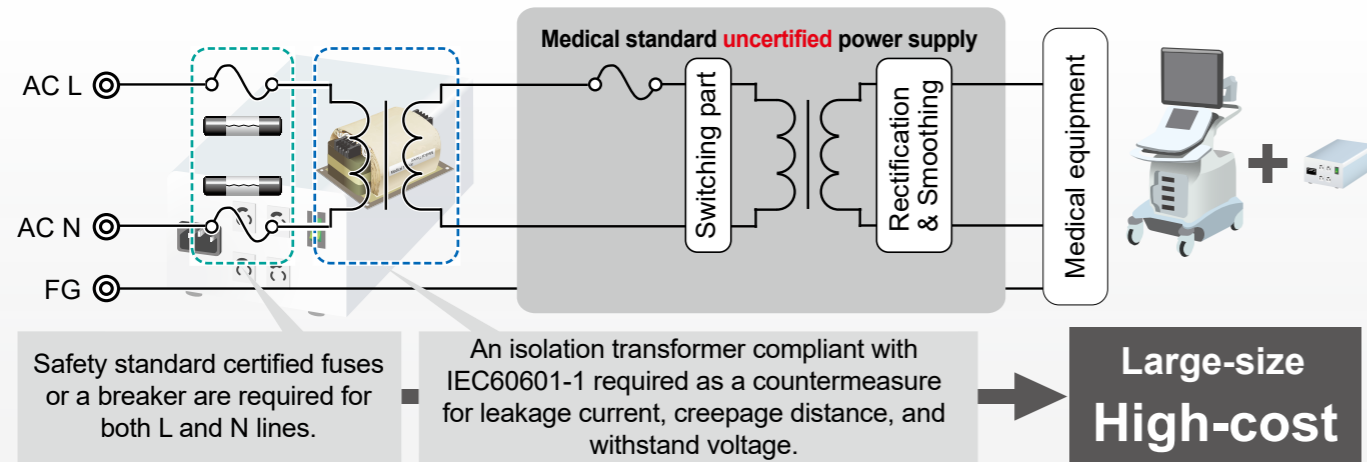 Medical standard uncertified power supply
AC L
AC N
FG
Switching part
Rectification
& Smoothing
Medical equipment
Safety standard certified fuses
or a breaker are required for
both L and N lines.
An isolation transformer compliant with
IEC60601-1 required as a countermeasure
for leakage current, creepage distance, and
withstand voltage.
Large-size
High-cost